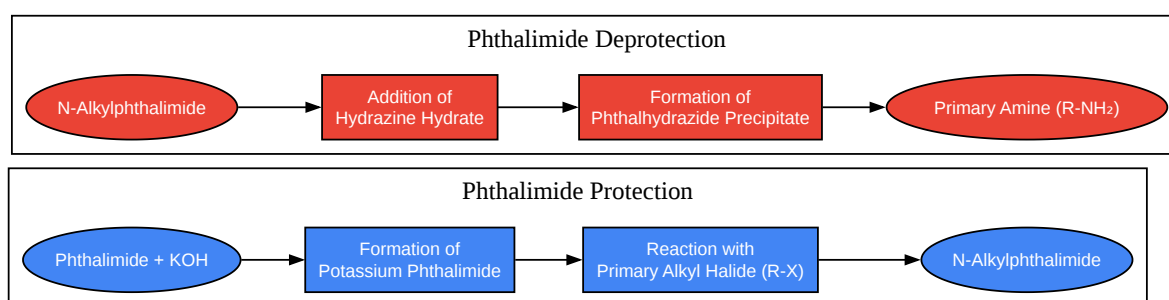 Phthalimide Deprotection
N-Alkylphthalimide
Addition of
Hydrazine Hydrate
Formation of
Phthalhydrazide Precipitate
Primary Amine (R-NH₂)
Phthalimide Protection
Phthalimide + KOH
Formation of
Potassium Phthalimide
Reaction with
Primary Alkyl Halide (R-X)
N-Alkylphthalimide